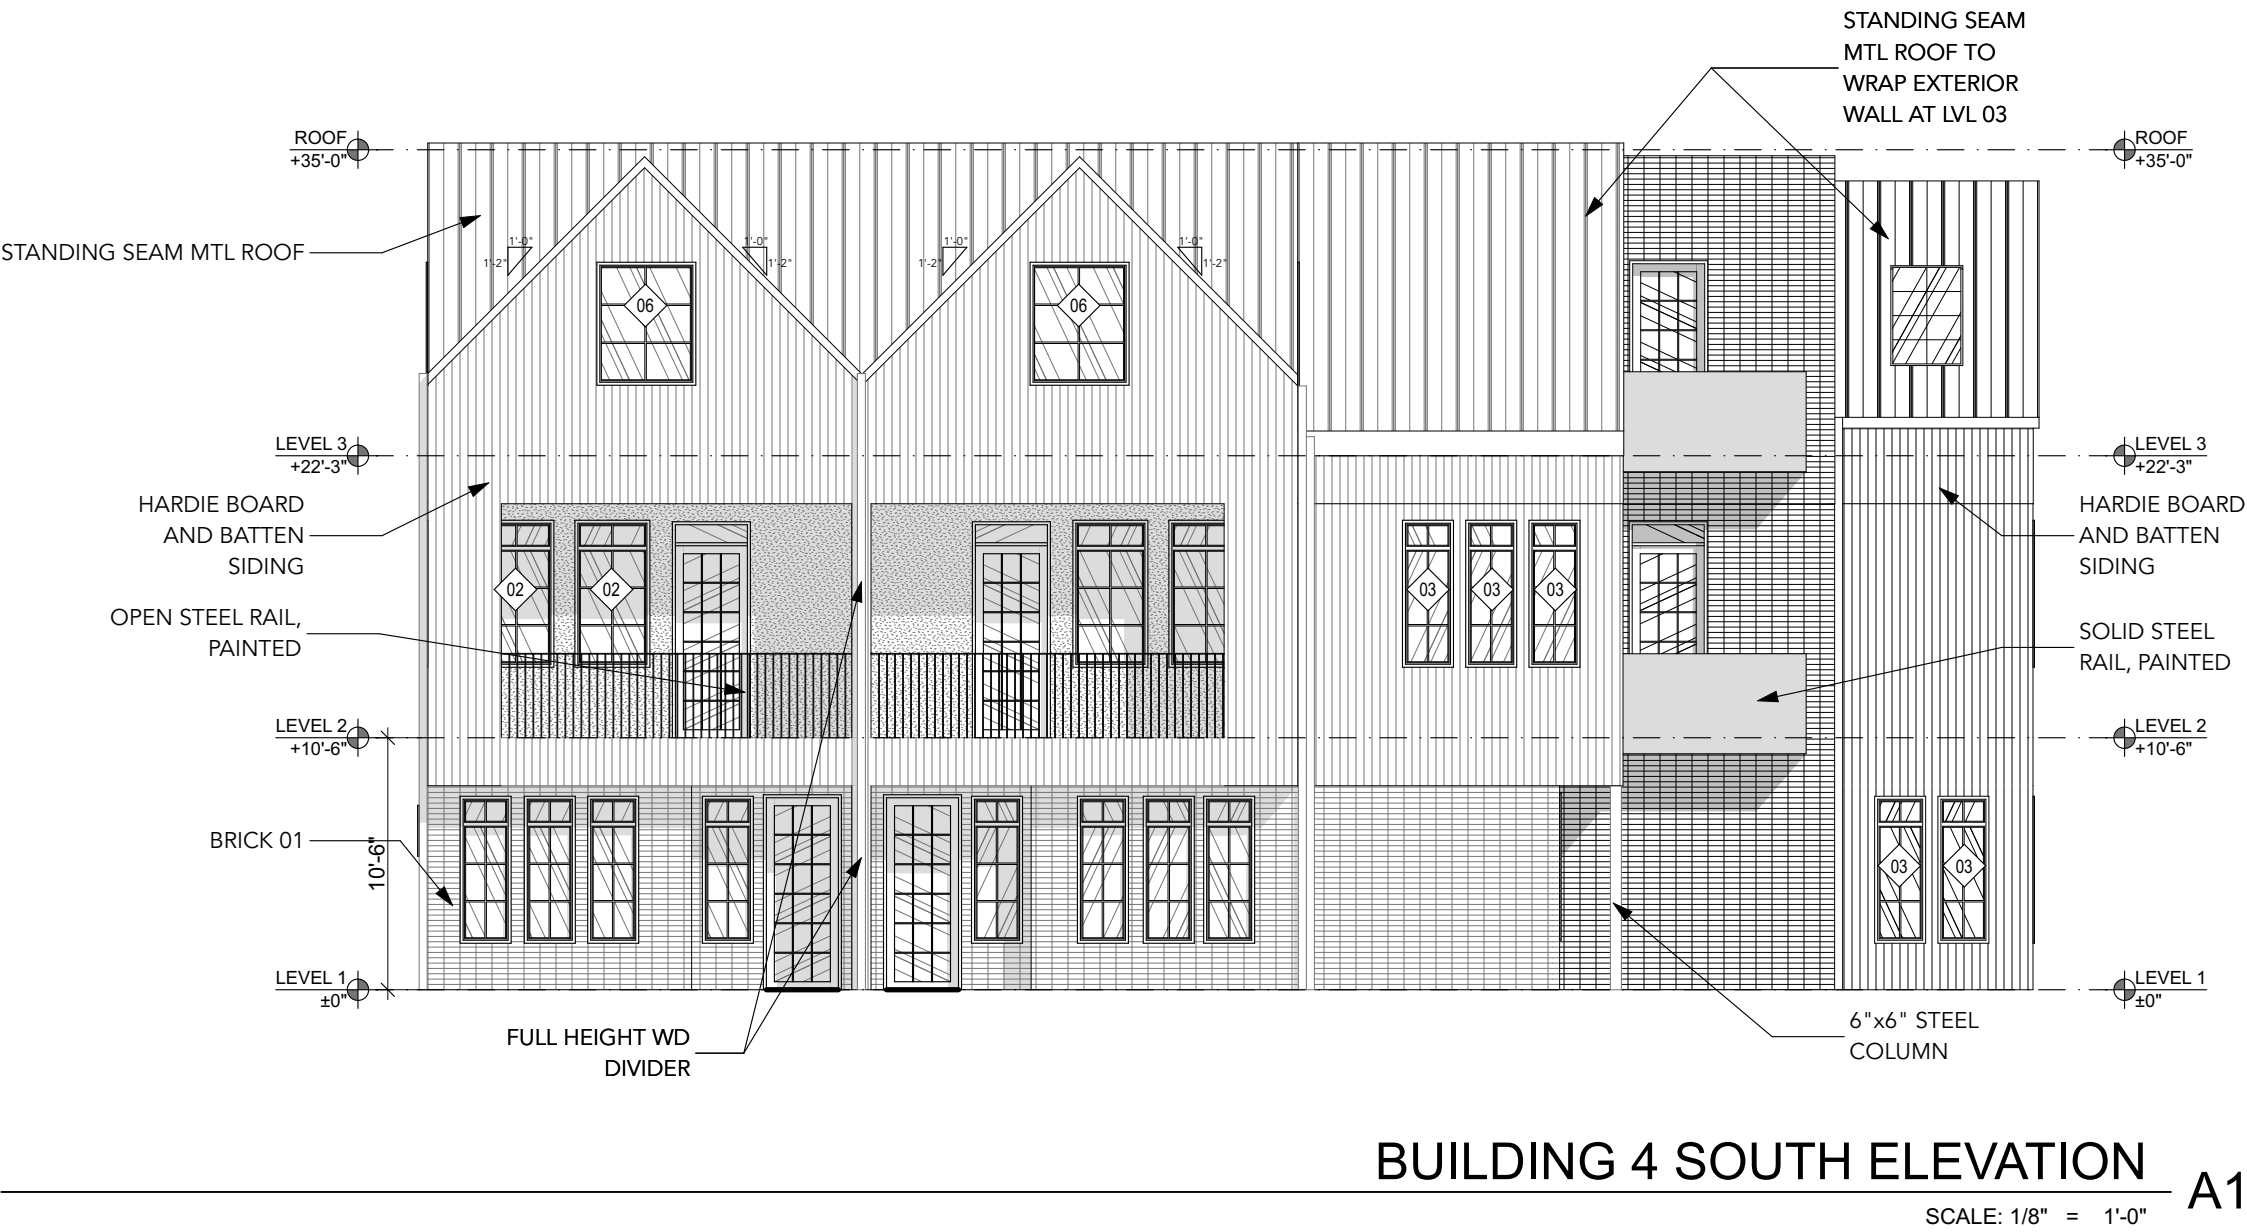 STANDING SEAM
MTL ROOF TO
WRAP EXTERIOR
WALL AT LVL 03
ROOF
+35'-0"
ROOF
+35'-0"
STANDING SEAM MTL ROOF
1'-0"
1'-2"
1'-0"
1'-2"
1'-0"
1'-2"
1'-0"
1'-2"
06
06
LEVEL 3
+22'-3"
LEVEL 3
+22'-3"
HARDIE BOARD
AND BATTEN
SIDING
HARDIE BOARD
AND BATTEN
SIDING
02
02
03
03
03
OPEN STEEL RAIL,
PAINTED
SOLID STEEL
RAIL, PAINTED
LEVEL 2
+10'-6"
LEVEL 2
+10'-6"
BRICK 01
10'-6"
03
03
LEVEL 1
±0"
LEVEL 1
±0"
FULL HEIGHT WD
DIVIDER
6"x6" STEEL
COLUMN
BUILDING 4 SOUTH ELEVATION
A1
SCALE: 1/8" = 1'-0"